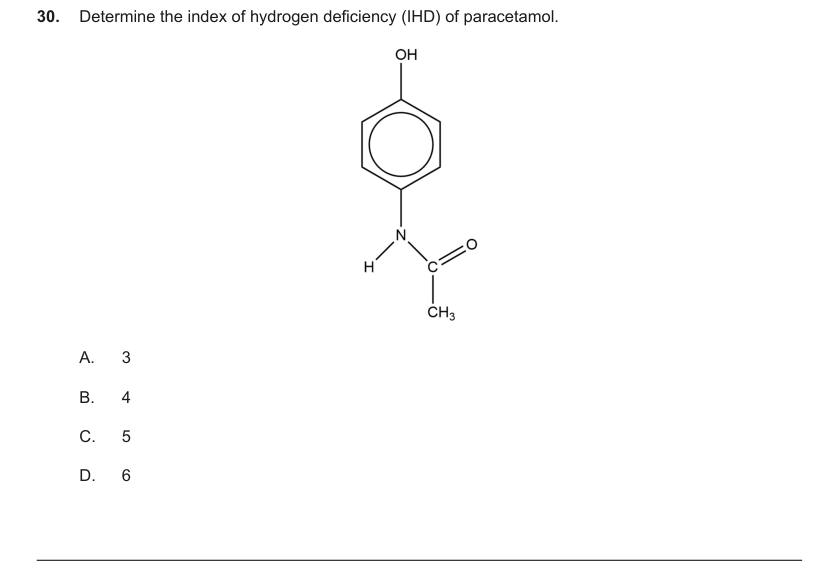 30. Determine the index of hydrogen deficiency (IHD) of paracetamol.
OH
N
O
H
C
CH₃
A. 3
B. 4
C. 5
D. 6